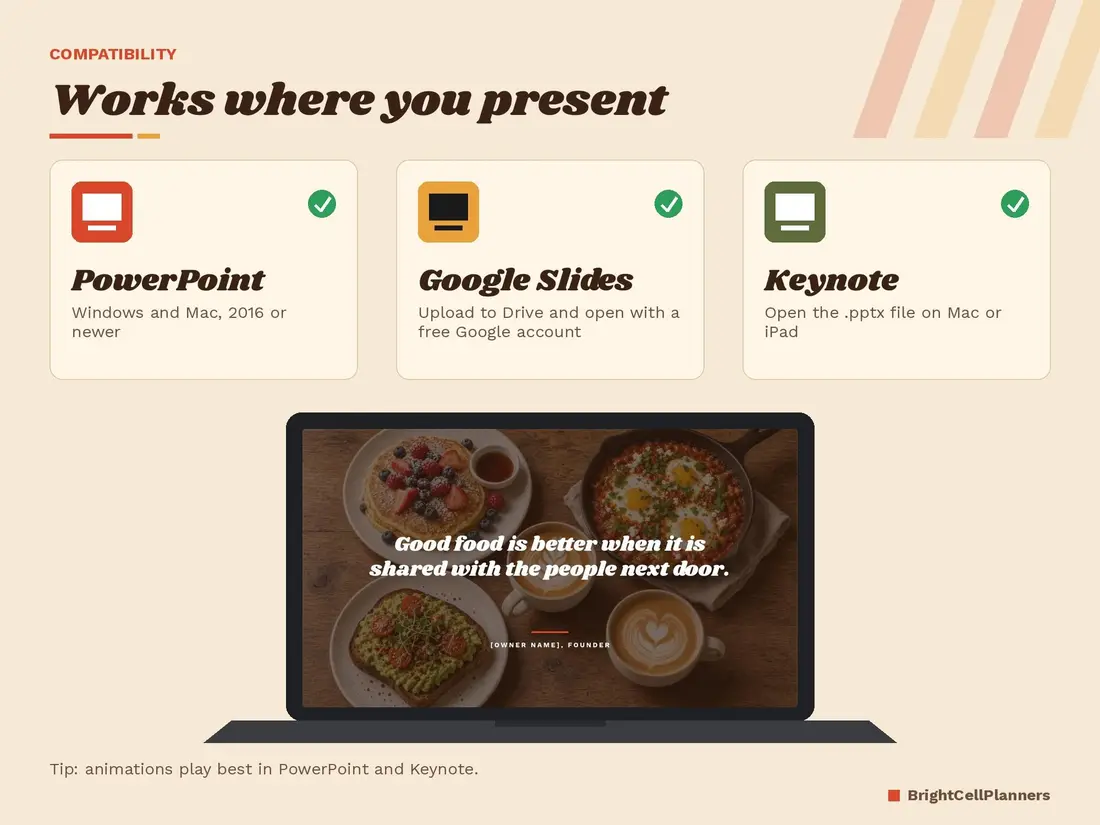 COMPATIBILITY
Works where you present
PowerPoint
Windows and Mac, 2016 or
newer
Google Slides
Upload to Drive and open with a
free Google account
Keynote
Open the .pptx file on Mac or
iPad
Good food is better when it is
shared with the people next door.
[OWNER NAME], FOUNDER
Tip: animations play best in PowerPoint and Keynote.
BrightCellPlanners